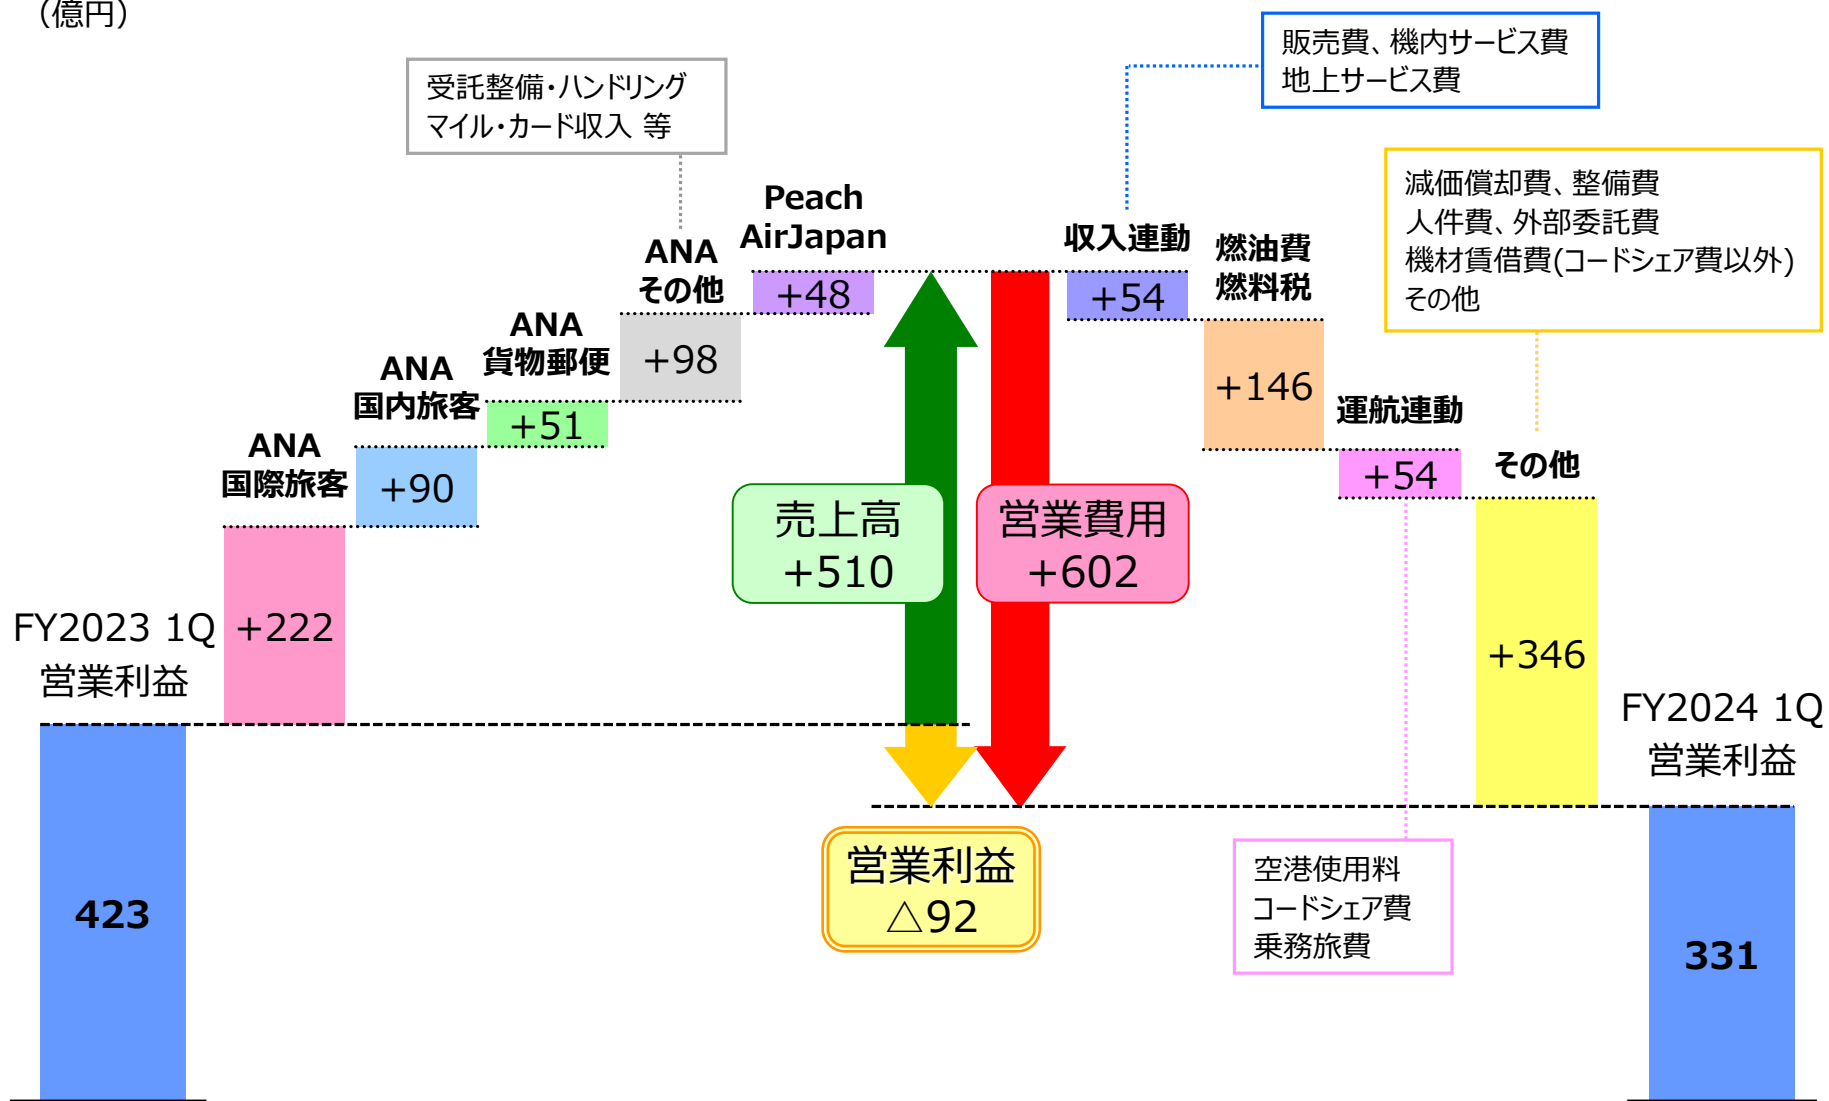 （億円）
受託整備・ハンドリング
マイル・カード収入 等
販売費、機内サービス費
地上サービス費
減価償却費、整備費
人件費、外部委託費
機材賃借費(コードシェア費以外)
その他
Peach
AirJapan
+48
ANA
その他
+98
ANA
貨物郵便
+51
ANA
国内旅客
+90
ANA
国際旅客
+222
FY2023 1Q
営業利益
423
売上高
+510
営業費用
+602
営業利益
△92
収入連動
+54
燃油費
燃料税
+146
運航連動
+54
その他
+346
空港使用料
コードシェア費
乗務旅費
FY2024 1Q
営業利益
331